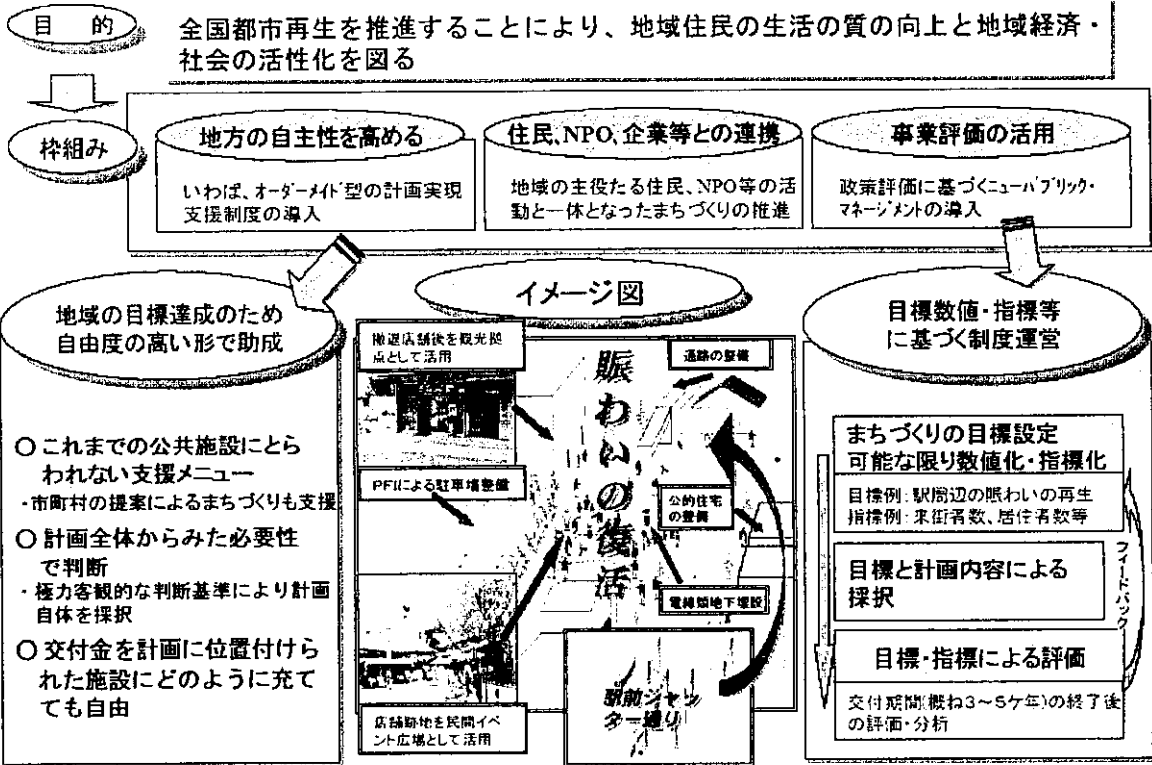 目 的
全国都市再生を推進することにより、地域住民の生活の質の向上と地域経済・
社会の活性化を図る
枠組み
地方の自主性を高める
いわば、オーダーメイド型の計画実現
支援制度の導入
住民、NPO、企業等との連携
地域の主役たる住民、NPO等の活
動と一体となったまちづくりの推進
事業評価の活用
政策評価に基づくニューパブリック・
マネージメントの導入
地域の目標達成のため
自由度の高い形で助成
○ これまでの公共施設にとら
われない支援メニュー
・市町村の提案によるまちづくりも支援
○ 計画全体からみた必要性
で判断
・極力客観的な判断基準により計画
自体を採択
○ 交付金を計画に位置付けら
れた施設にどのように充て
ても自由
イメージ図
撤退店舗後を観光拠
点として活用
PFIによる駐車場整備
店舗跡地を民間イベ
ント広場として活用
賑わいの復活
通路の整備
公的住宅
の整備
電線類地下埋設
駅前シャッ
ター通り
目標数値・指標等
に基づく制度運営
まちづくりの目標設定
可能な限り数値化・指標化
目標例:駅周辺の賑わいの再生
指標例:来街者数、居住者数等
目標と計画内容による
採択
目標・指標による評価
交付期間(概ね3～5ケ年)の終了後
の評価・分析
フィードバック